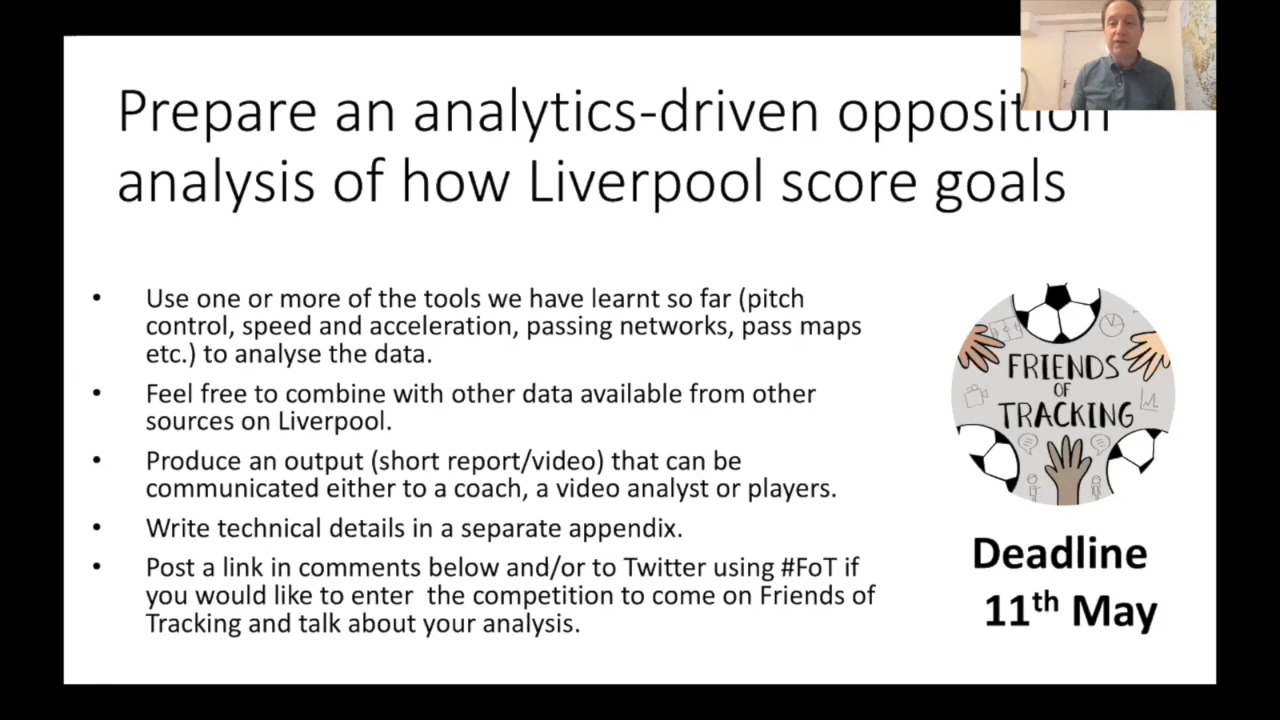 Prepare an analytics-driven opposition
analysis of how Liverpool score goals
• Use one or more of the tools we have learnt so far (pitch
control, speed and acceleration, passing networks, pass maps
etc.) to analyse the data.
• Feel free to combine with other data available from other
sources on Liverpool.
• Produce an output (short report/video) that can be
communicated either to a coach, a video analyst or players.
• Write technical details in a separate appendix.
• Post a link in comments below and/or to Twitter using #FoT if
you would like to enter  the competition to come on Friends of
Tracking and talk about your analysis.
FRIENDS
OF
TRACKING
Deadline
11th May